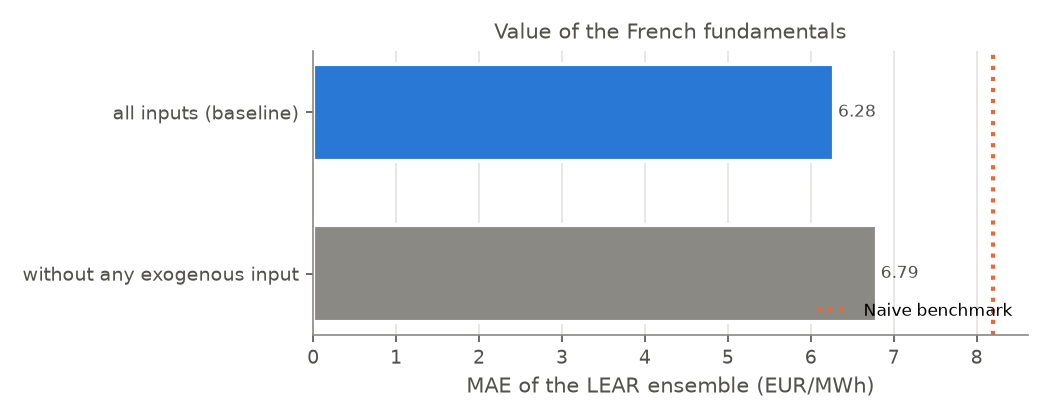 Value of the French fundamentals
all inputs (baseline)
6.28
without any exogenous input
6.79
Naive benchmark
0 1 2 3 4 5 6 7 8
MAE of the LEAR ensemble (EUR/MWh)